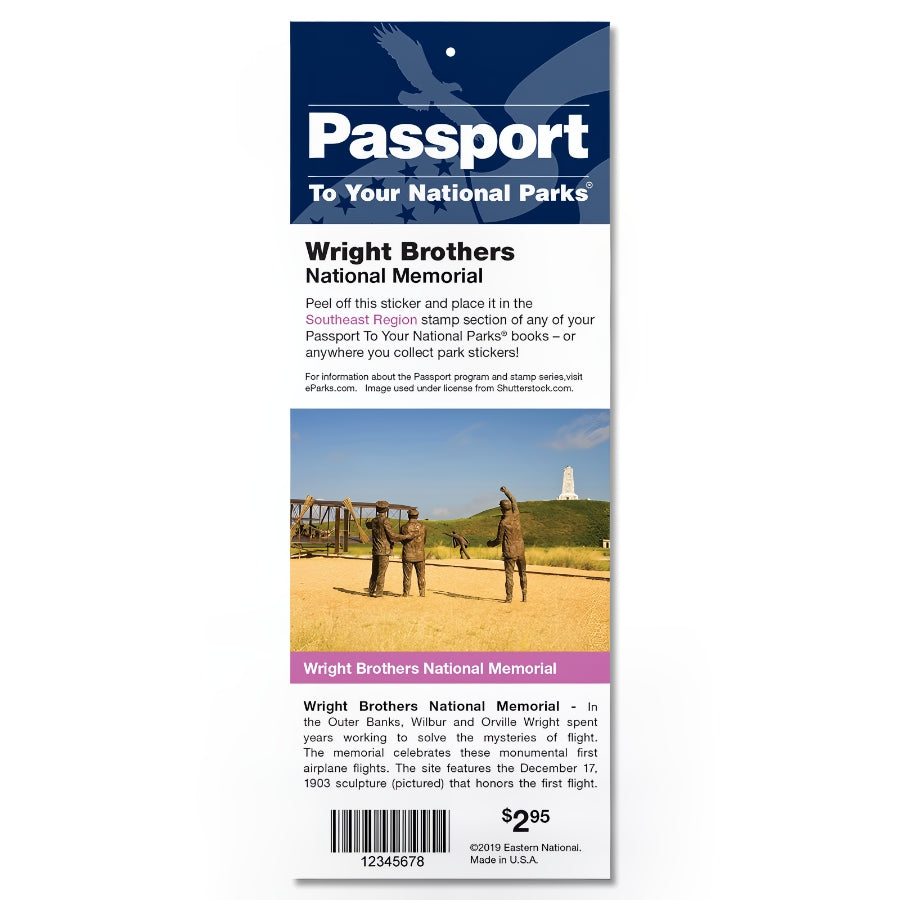 Passport
To Your National Parks®
Wright Brothers
National Memorial
Peel off this sticker and place it in the
Southeast Region stamp section of any of your
Passport To Your National Parks® books – or
anywhere you collect park stickers!
For information about the Passport program and stamp series,visit
eParks.com. Image used under license from Shutterstock.com.
Wright Brothers National Memorial
Wright Brothers National Memorial - In
the Outer Banks, Wilbur and Orville Wright spent
years working to solve the mysteries of flight.
The memorial celebrates these monumental first
airplane flights. The site features the December 17,
1903 sculpture (pictured) that honors the first flight.
12345678
$295
©2019 Eastern National.
Made in U.S.A.